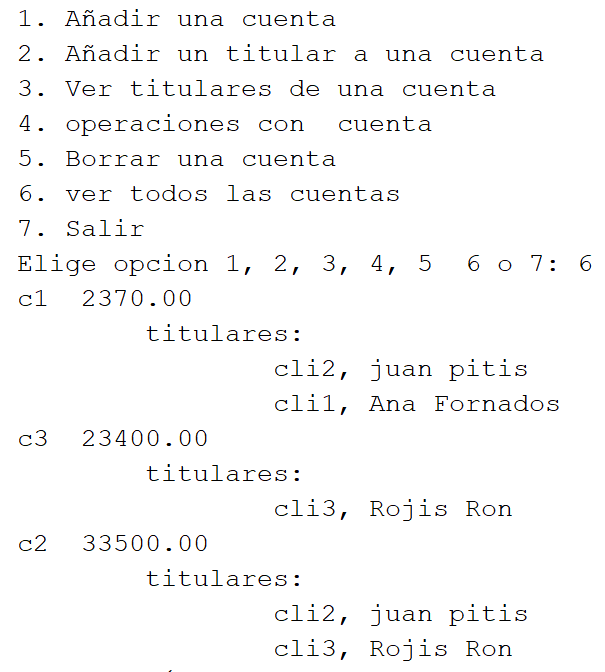 1. Añadir una cuenta
2. Añadir un titular a una cuenta
3. Ver titulares de una cuenta
4. operaciones con  cuenta
5. Borrar una cuenta
6. ver todos las cuentas
7. Salir
Elige opcion 1, 2, 3, 4, 5  6 o 7: 6
c1  2370.00
        titulares:
                cli2, juan pitis
                cli1, Ana Fornados
c3  23400.00
        titulares:
                cli3, Rojis Ron
c2  33500.00
        titulares:
                cli2, juan pitis
                cli3, Rojis Ron